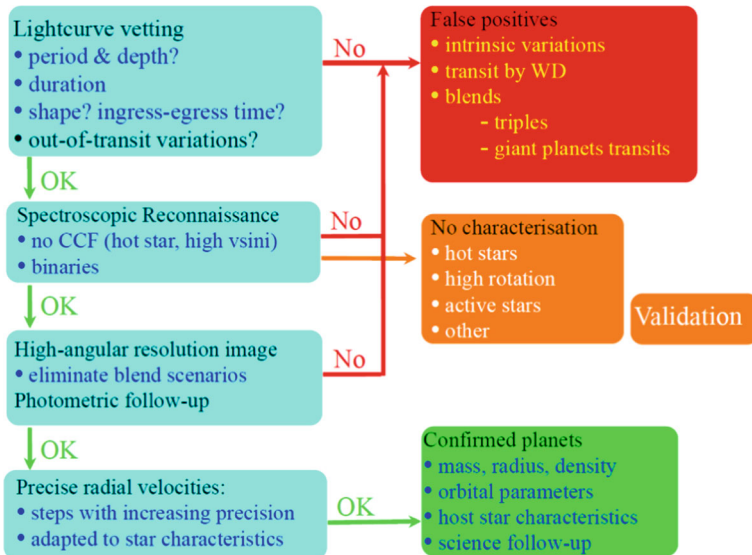 Lightcurve vetting
• period & depth?
• duration
• shape? ingress-egress time?
• out-of-transit variations?
No
False positives
• intrinsic variations
• transit by WD
• blends
- triples
- giant planets transits
OK
Spectroscopic Reconnaissance
• no CCF (hot star, high vsini)
• binaries
No
No characterisation
• hot stars
• high rotation
• active stars
• other
Validation
OK
High-angular resolution image
• eliminate blend scenarios
Photometric follow-up
No
OK
Precise radial velocities:
• steps with increasing precision
• adapted to star characteristics
OK
Confirmed planets
• mass, radius, density
• orbital parameters
• host star characteristics
• science follow-up